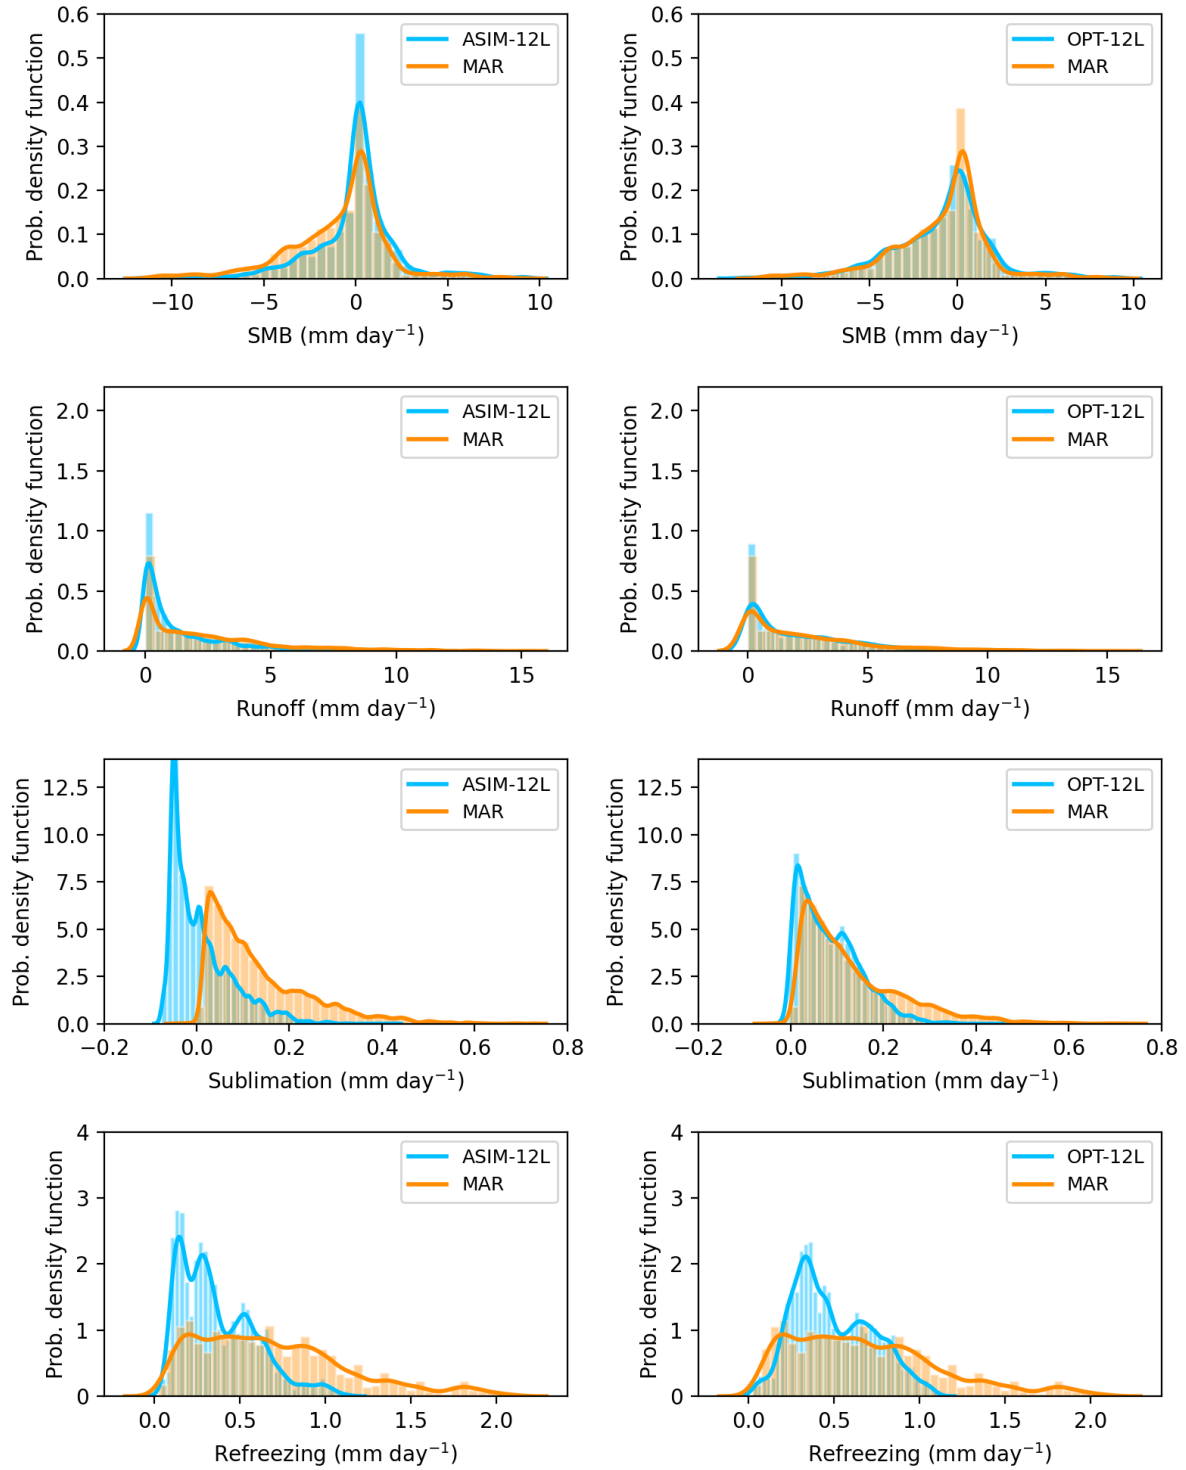 0.6
0.5
0.4
0.3
0.2
0.1
0.0
Prob. density function
ASIM-12L
MAR
−10
−5
0
5
10
SMB (mm day⁻¹)
0.6
0.5
0.4
0.3
0.2
0.1
0.0
Prob. density function
OPT-12L
MAR
−10
−5
0
5
10
SMB (mm day⁻¹)
2.0
1.5
1.0
0.5
0.0
Prob. density function
ASIM-12L
MAR
0
5
10
15
Runoff (mm day⁻¹)
2.0
1.5
1.0
0.5
0.0
Prob. density function
OPT-12L
MAR
0
5
10
15
Runoff (mm day⁻¹)
12.5
10.0
7.5
5.0
2.5
0.0
Prob. density function
ASIM-12L
MAR
−0.2
0.0
0.2
0.4
0.6
0.8
Sublimation (mm day⁻¹)
12.5
10.0
7.5
5.0
2.5
0.0
Prob. density function
OPT-12L
MAR
−0.2
0.0
0.2
0.4
0.6
0.8
Sublimation (mm day⁻¹)
4
3
2
1
0
Prob. density function
ASIM-12L
MAR
0.0
0.5
1.0
1.5
2.0
Refreezing (mm day⁻¹)
4
3
2
1
0
Prob. density function
OPT-12L
MAR
0.0
0.5
1.0
1.5
2.0
Refreezing (mm day⁻¹)